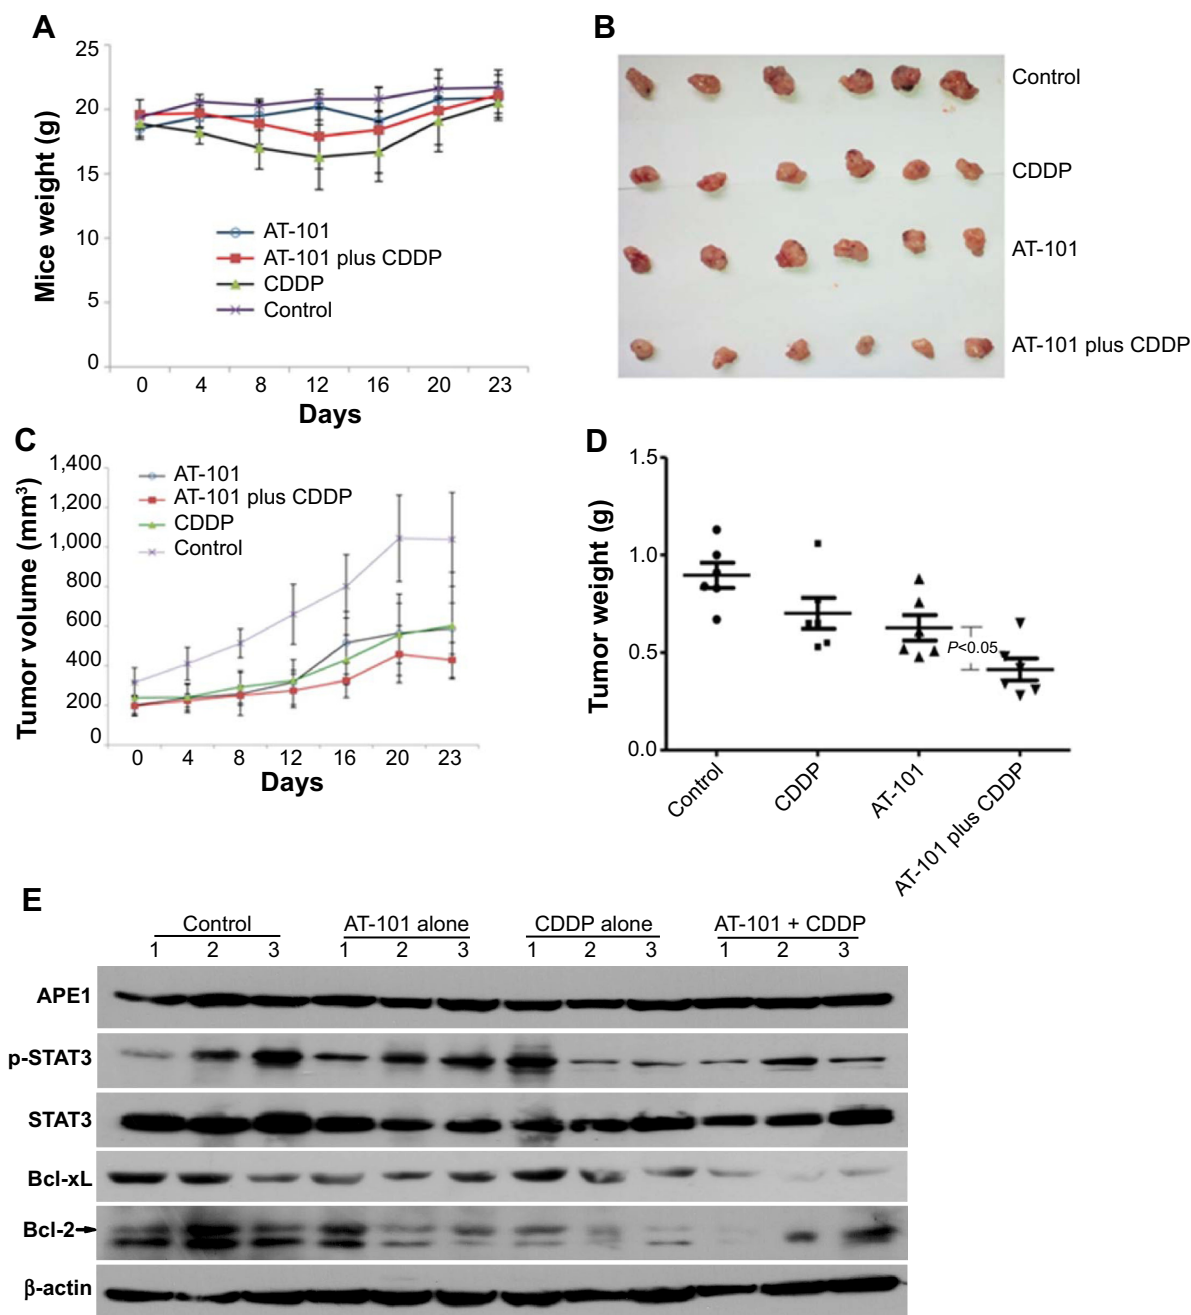 A
25
20
15
10
5
0
Mice weight (g)
AT-101
AT-101 plus CDDP
CDDP
Control
0 4 8 12 16 20 23
Days
B
Control
CDDP
AT-101
AT-101 plus CDDP
C
1,400
1,200
1,000
800
600
400
200
0
Tumor volume (mm³)
AT-101
AT-101 plus CDDP
CDDP
Control
0 4 8 12 16 20 23
Days
D
1.5
1.0
0.5
0.0
Tumor weight (g)
P<0.05
Control
CDDP
AT-101
AT-101 plus CDDP
E
Control AT-101 alone CDDP alone AT-101 + CDDP
1 2 3 1 2 3 1 2 3 1 2 3
APE1
p-STAT3
STAT3
Bcl-xL
Bcl-2
β-actin